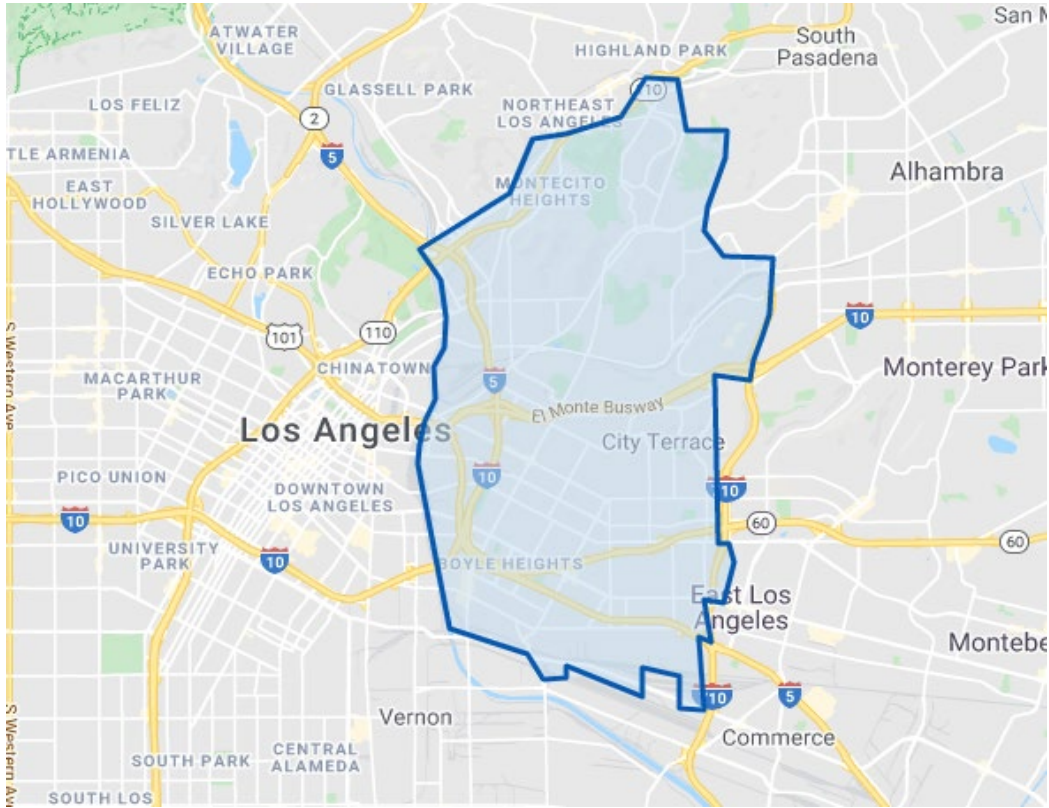 San M
ATWATER
VILLAGE
HIGHLAND PARK
South
Pasadena
5
GLASSELL PARK
110
LOS FELIZ
NORTHEAST
LOS ANGELES
2
TLE ARMENIA
5
Alhambra
EAST
HOLLYWOOD
MONTECITO
HEIGHTS
SILVER LAKE
ECHO PARK
10
S Western Ave
101
110
CHINATOWN
MACARTHUR
PARK
5
Monterey Park
El Monte Busway
Los Angeles
City Terrace
PICO UNION
10
DOWNTOWN
LOS ANGELES
10
10
60
60
UNIVERSITY
PARK
10
BOYLE HEIGHTS
East Los
Angeles
Montebe
10
5
S Western Av
Vernon
Commerce
SOUTH PARK
CENTRAL
ALAMEDA
SOUTH LOS